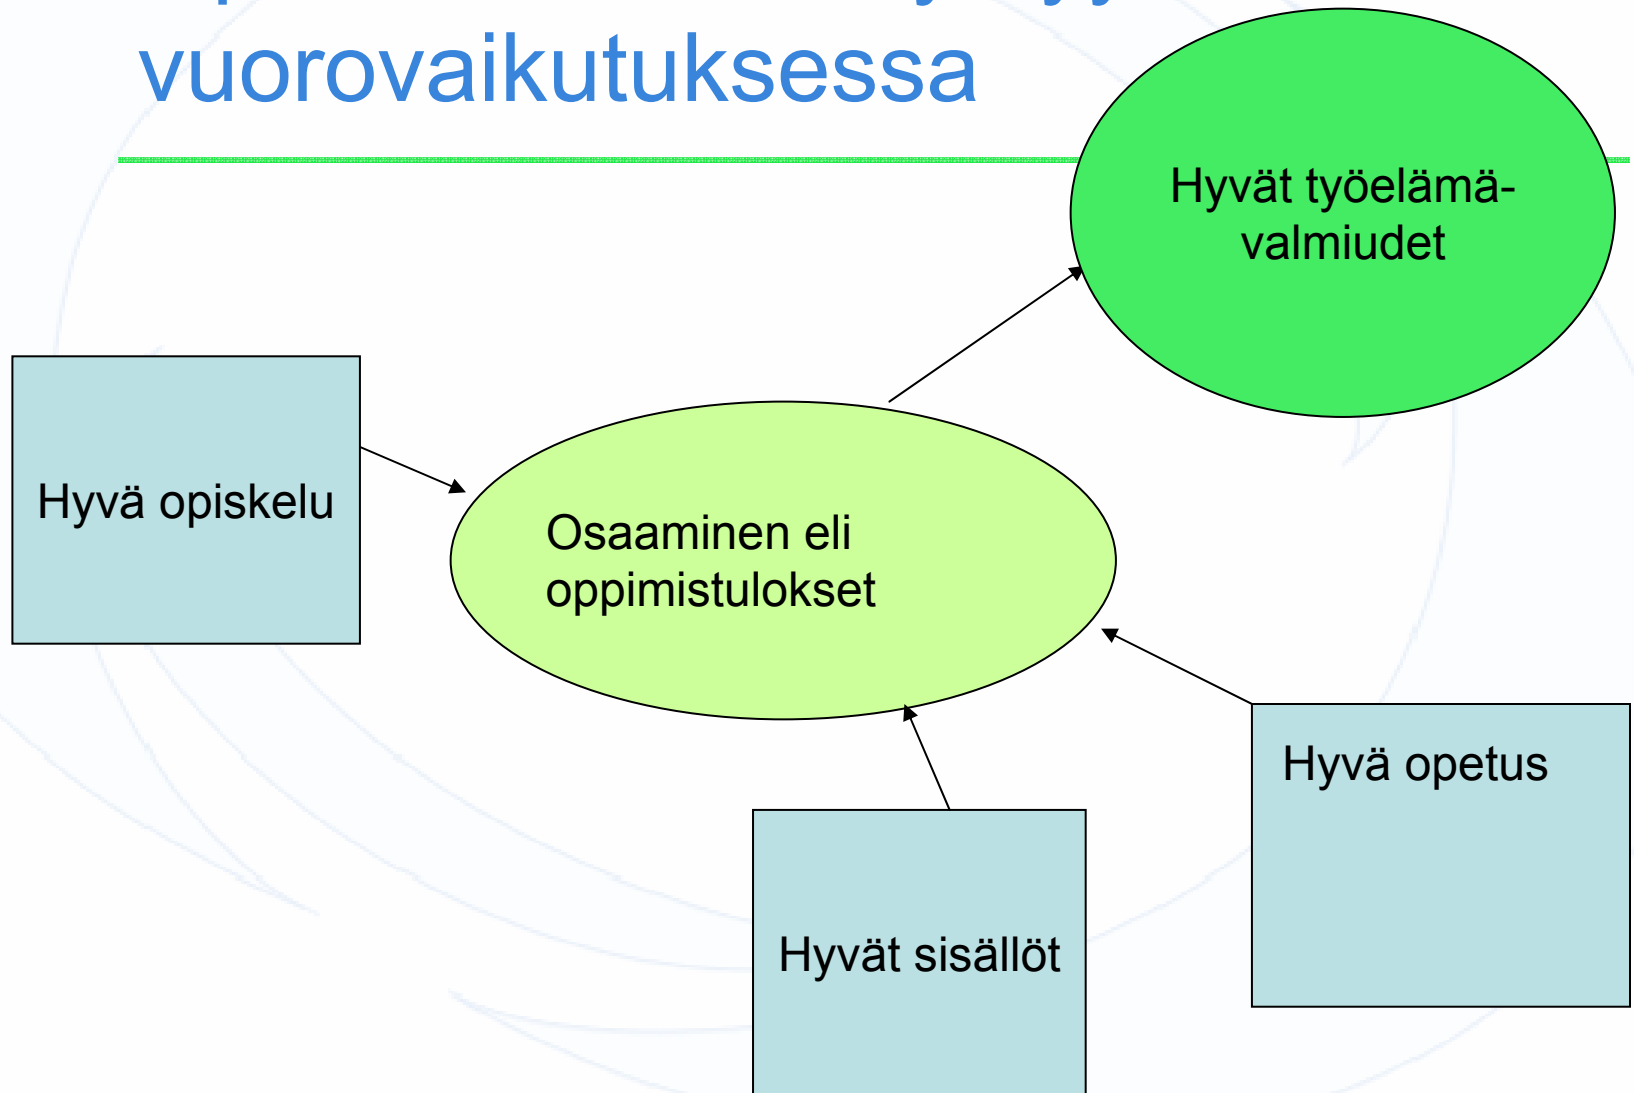 vuorovaikutuksessa
Hyvät työelämä-
valmiudet
Hyvä opiskelu
Osaaminen eli
oppimistulokset
Hyvä opetus
Hyvät sisällöt